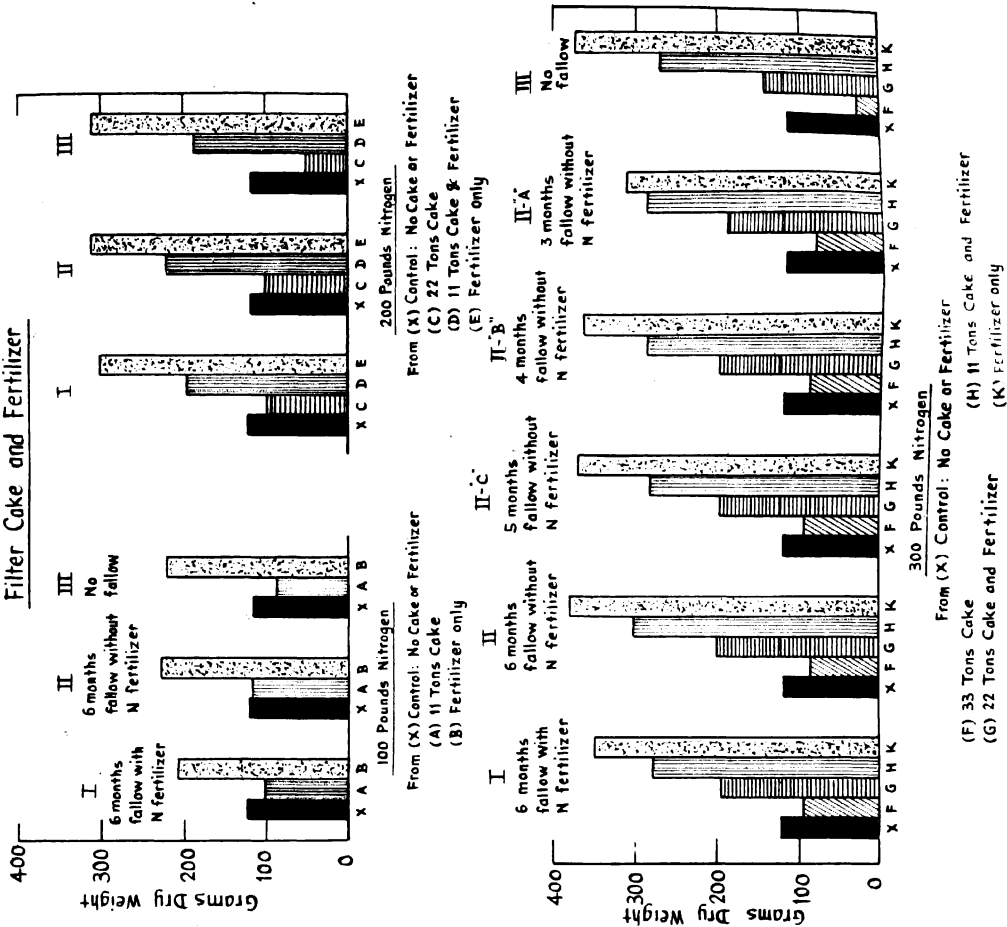 Filter Cake and Fertilizer
Grams Dry Weight
400
300
200
100
0
I
6 months
fallow with
N fertilizer
X A B
II
6 months
fallow without
N fertilizer
X A B
III
No
fallow
X A B
100 Pounds Nitrogen
From (X) Control: No Cake or Fertilizer
(A) 11 Tons Cake
(B) Fertilizer only
I
X C D E
II
X C D E
III
X C D E
200 Pounds Nitrogen
From (X) Control: No Cake or Fertilizer
(C) 22 Tons Cake
(D) 11 Tons Cake & Fertilizer
(E) Fertilizer only
Grams Dry Weight
400
300
200
100
0
I
6 months
fallow with
N fertilizer
X F G H K
II
6 months
fallow without
N fertilizer
X F G H K
II-"C"
5 months
fallow without
N fertilizer
X F G H K
II-"B"
4 months
fallow without
N fertilizer
X F G H K
II-"A"
3 months
fallow without
N fertilizer
X F G H K
III
No
fallow
X F G H K
300 Pounds Nitrogen
From (X) Control: No Cake or Fertilizer
(F) 33 Tons Cake
(G) 22 Tons Cake and Fertilizer
(H) 11 Tons Cake and Fertilizer
(K) Fertilizer only